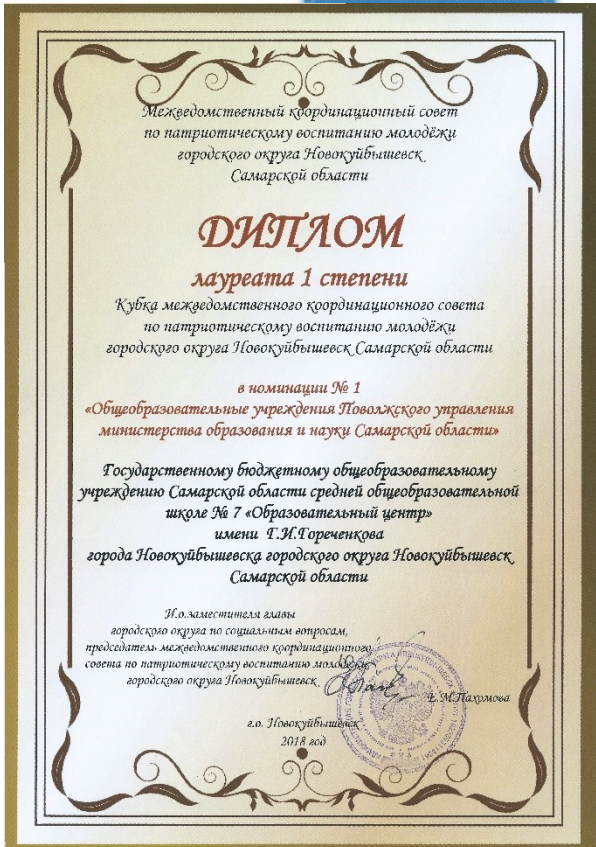 Межведомственный координационный совет
по патриотическому воспитанию молодёжи
городского округа Новокуйбышевск
Самарской области
ДИПЛОМ
лауреата 1 степени
Кубка межведомственного координационного совета
по патриотическому воспитанию молодёжи
городского округа Новокуйбышевск Самарской области
в номинации № 1
«Общеобразовательные учреждения Поволжского управления
министерства образования и науки Самарской области»
Государственному бюджетному общеобразовательному
учреждению Самарской области средней общеобразовательной
школе № 7 «Образовательный центр»
имени Г.И.Гореченкова
города Новокуйбышевска городского округа Новокуйбышевск
Самарской области
И.о.заместителя главы
городского округа по социальным вопросам,
председатель межведомственного координационного
совета по патриотическому воспитанию молодежи
городского округа Новокуйбышевск
Е.М.Пахомова
г.о. Новокуйбышевск
2018 год